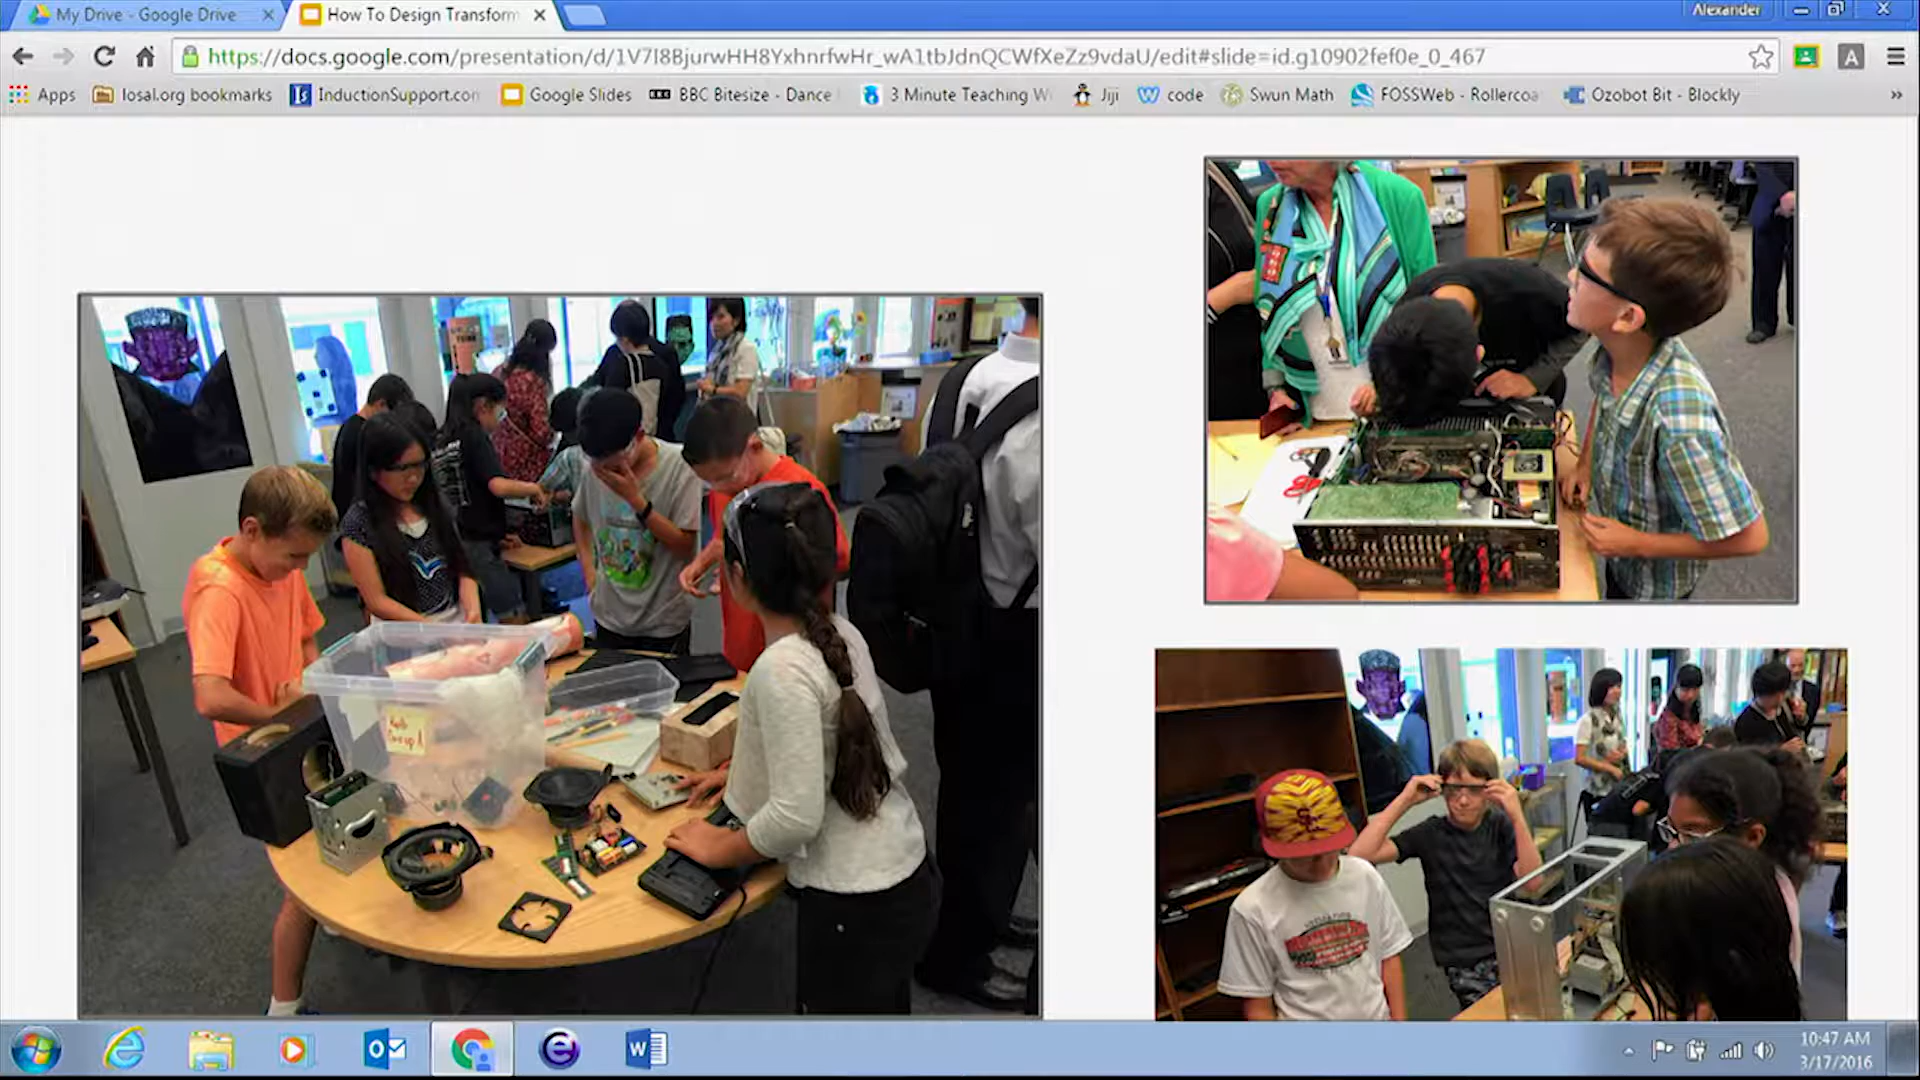 My Drive - Google Drive
How To Design Transform
Alexander
https://docs.google.com/presentation/d/1V7I8BjurwHH8YxhnrfwHr_wA1tbJdnQCWfXeZz9vdaU/edit#slide=id.g10902fef0e_0_467
Apps
losal.org bookmarks
InductionSupport.con
Google Slides
BBC Bitesize - Dance
3 Minute Teaching W
Jiji
code
Swun Math
FOSSWeb - Rollercoa
Ozobot Bit - Blockly
Group A
10:47 AM
3/17/2016